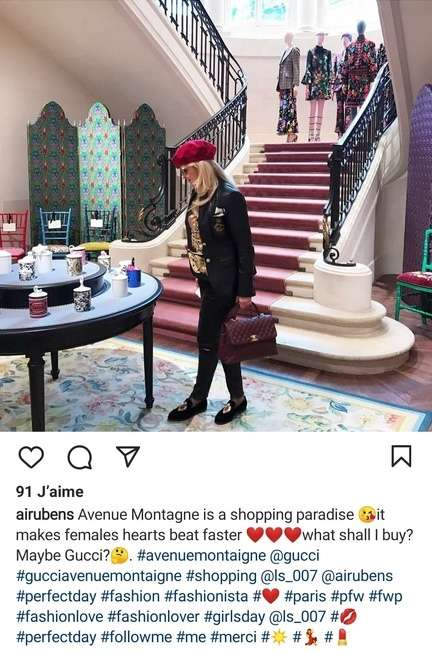 91 J’aime
airubens Avenue Montagne is a shopping paradise 😘it
makes females hearts beat faster ❤️❤️❤️what shall I buy?
Maybe Gucci?🤔. #avenuemontaigne @gucci
#gucciavenuemontaigne #shopping @ls_007 @airubens
#perfectday #fashion #fashionista #❤️ #paris #pfw #fwp
#fashionlove #fashionlover #girlsday @ls_007 #💋
#perfectday #followme #me #merci #☀️ #💃 #💄